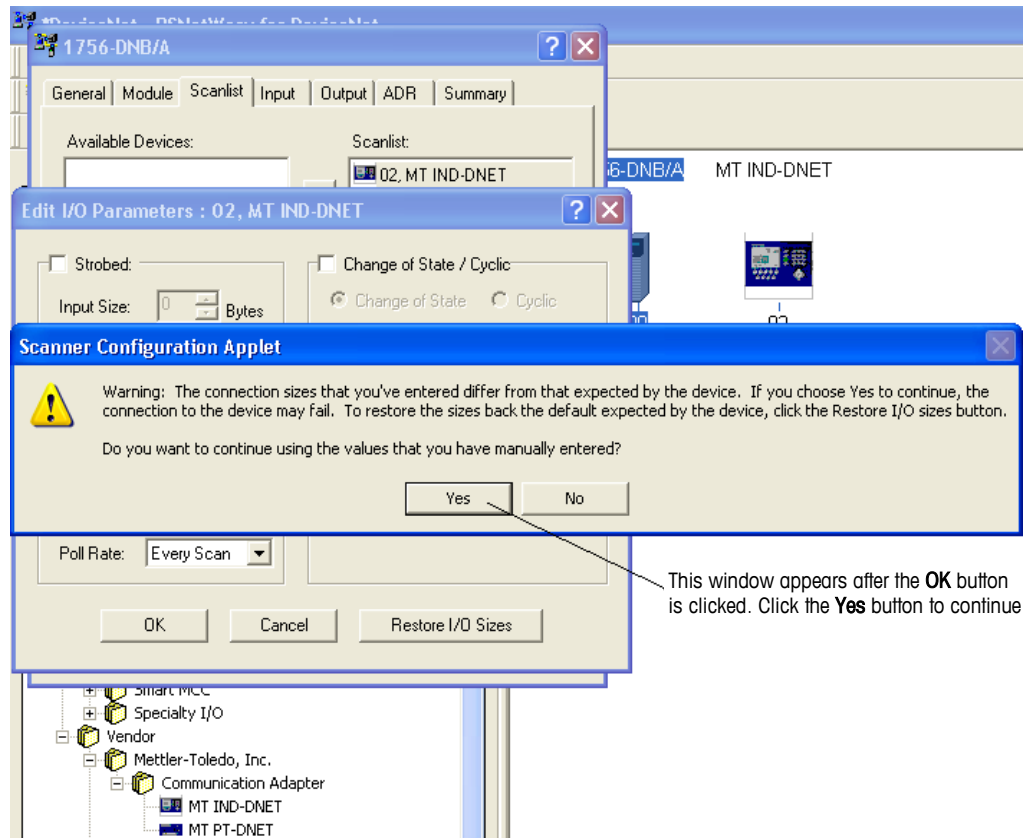 1756-DNB/A
General Module Scanlist Input Output ADR Summary
Available Devices: Scanlist:
02, MT IND-DNET
56-DNB/A MT IND-DNET
Edit I/O Parameters : 02, MT IND-DNET
Strobed: Change of State / Cyclic
Input Size: 0 Bytes Change of State Cyclic
Scanner Configuration Applet
Warning: The connection sizes that you've entered differ from that expected by the device. If you choose Yes to continue, the
connection to the device may fail. To restore the sizes back the default expected by the device, click the Restore I/O sizes button.
Do you want to continue using the values that you have manually entered?
Yes No
Poll Rate: Every Scan
This window appears after the OK button
is clicked. Click the Yes button to continue
OK Cancel Restore I/O Sizes
Smart MCC
Specialty I/O
Vendor
Mettler-Toledo, Inc.
Communication Adapter
MT IND-DNET
MT PT-DNET